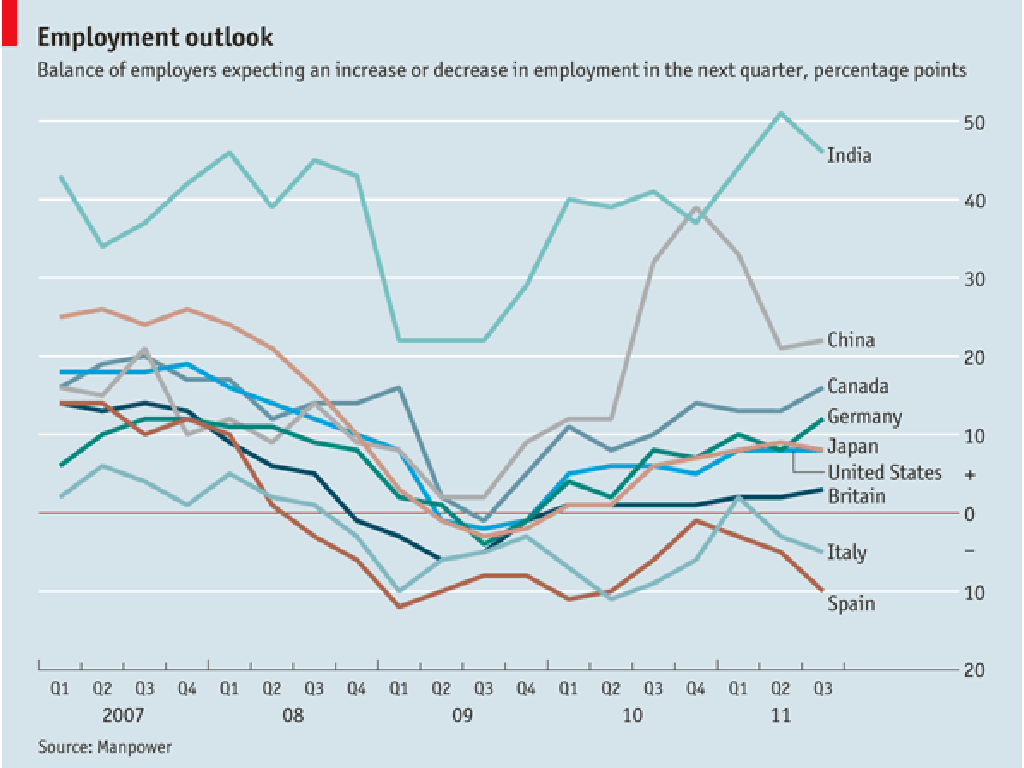 Employment outlook
Balance of employers expecting an increase or decrease in employment in the next quarter, percentage points
50
India
40
30
China
20
Canada
Germany
10
Japan
United States
+
Britain
0
Italy
–
10
Spain
20
Q1 Q2 Q3 Q4 Q1 Q2 Q3 Q4 Q1 Q2 Q3 Q4 Q1 Q2 Q3 Q4 Q1 Q2 Q3
2007 08 09 10 11
Source: Manpower